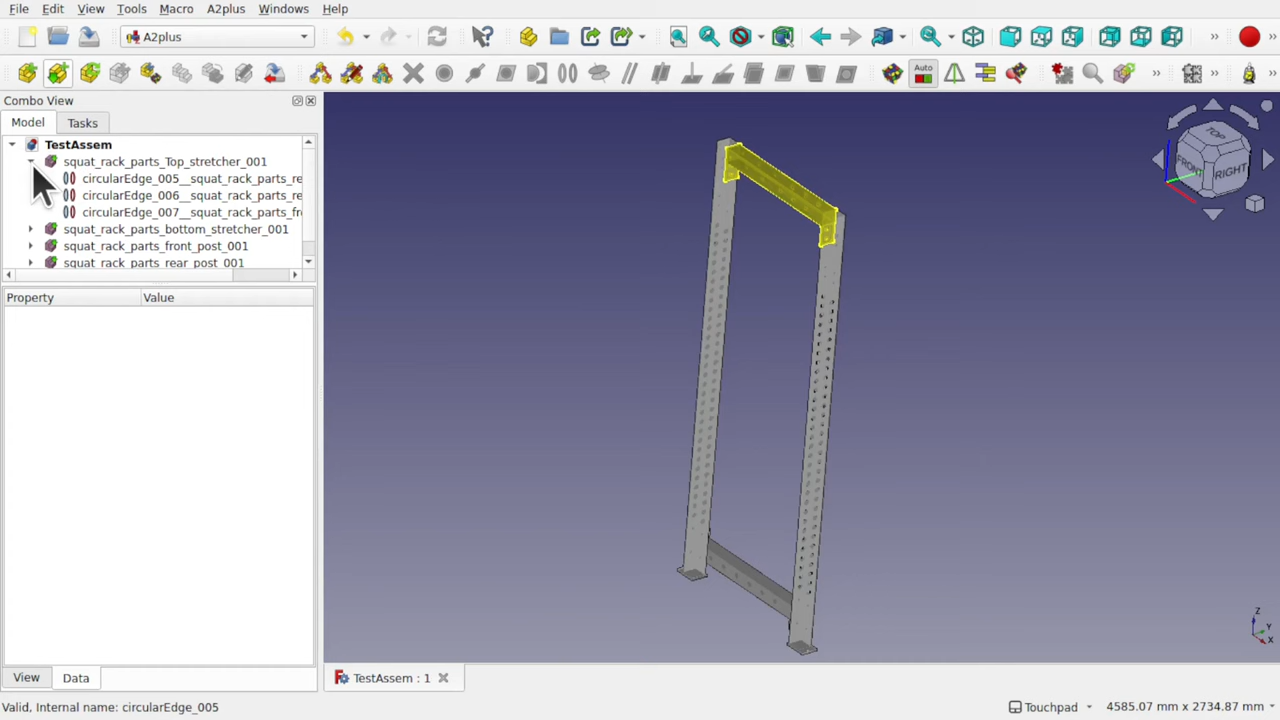 File Edit View Tools Macro A2plus Windows Help
A2plus
Auto
Combo View
Model Tasks
TestAssem
squat_rack_parts_Top_stretcher_001
circularEdge_005__squat_rack_parts_re
circularEdge_006__squat_rack_parts_re
circularEdge_007__squat_rack_parts_fr
squat_rack_parts_bottom_stretcher_001
squat_rack_parts_front_post_001
squat_rack_parts_rear_post_001
Property Value
TOP
FRONT
RIGHT
Z
Y
X
View Data
TestAssem : 1
Valid, Internal name: circularEdge_005
Touchpad
4585.07 mm x 2734.87 mm